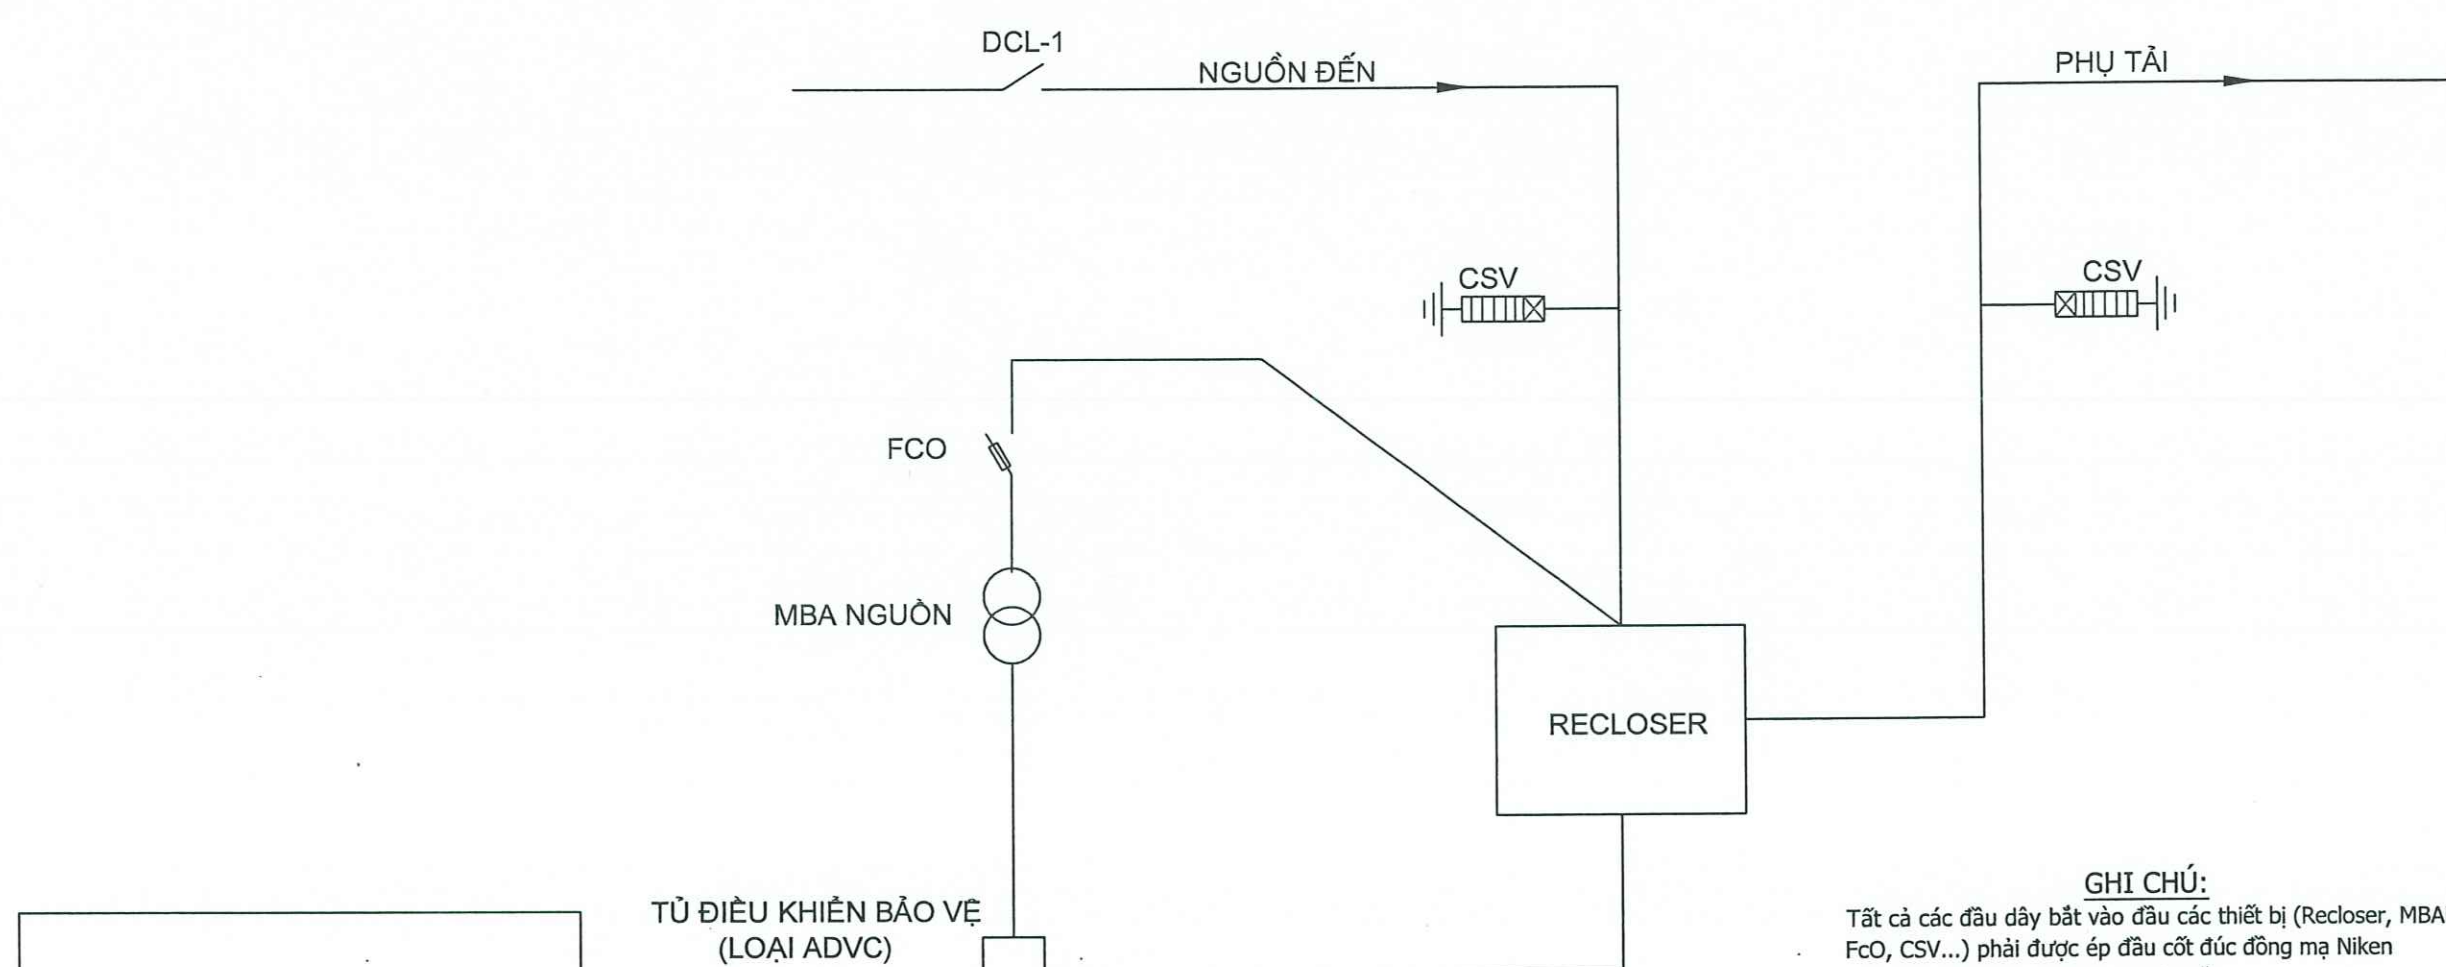 DCL-1
NGUỒN ĐẾN
PHỤ TẢI
CSV
CSV
FCO
MBA NGUỒN
RECLOSER
TỦ ĐIỀU KHIỂN BẢO VỆ
(LOẠI ADVC)
GHI CHÚ:
Tất cả các đầu dây bắt vào đầu các thiết bị (Recloser, MBA
FcO, CSV...) phải được ép đầu cốt đúc đồng mạ Niken